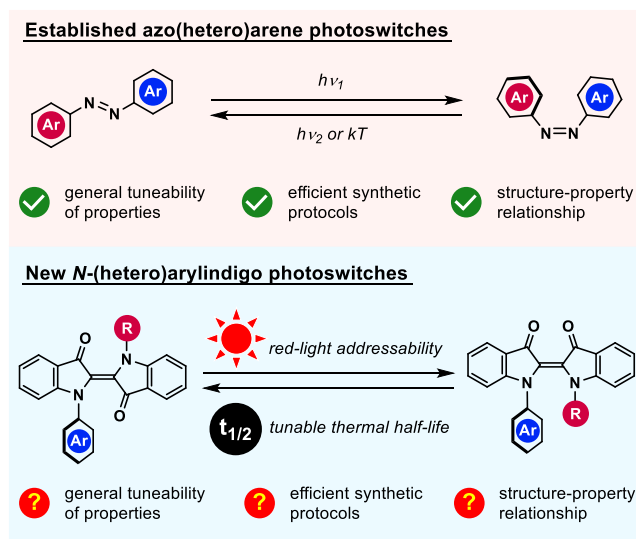 Established azo(hetero)arene photoswitches
Ar
N
N
Ar
hν1
hν2 or kT
Ar
Ar
N
N
general tuneability
of properties
efficient synthetic
protocols
structure-property
relationship
New N-(hetero)arylindigo photoswitches
R
O
N
N
O
Ar
red-light addressability
t1/2
tunable thermal half-life
O
O
N
N
R
Ar
?
general tuneability
of properties
?
efficient synthetic
protocols
?
structure-property
relationship